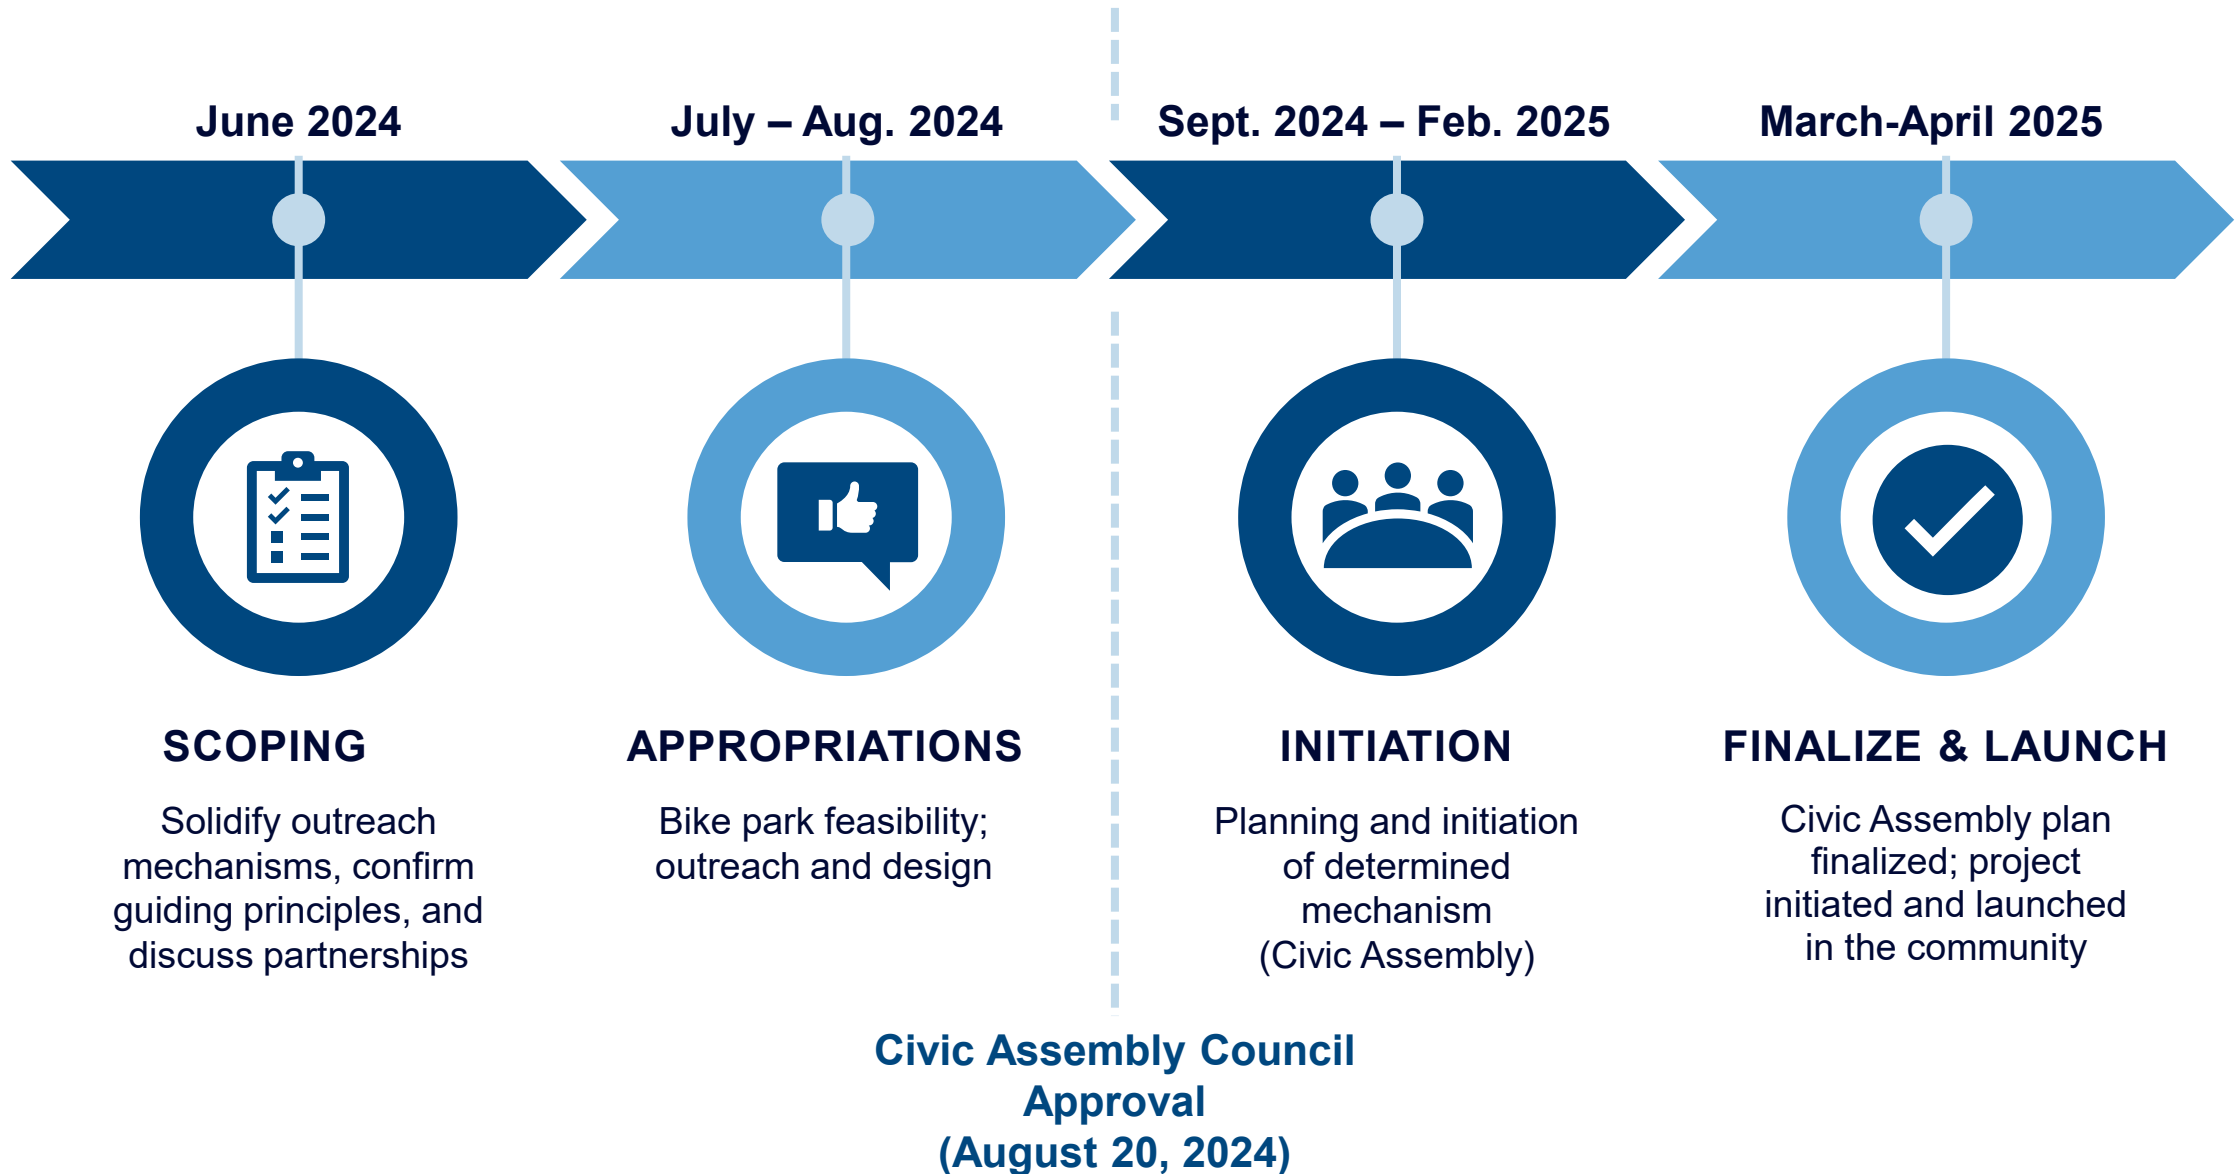 June 2024
July – Aug. 2024
Sept. 2024 – Feb. 2025
March-April 2025
SCOPING
Solidify outreach
mechanisms, confirm
guiding principles, and
discuss partnerships
APPROPRIATIONS
Bike park feasibility;
outreach and design
INITIATION
Planning and initiation
of determined
mechanism
(Civic Assembly)
FINALIZE & LAUNCH
Civic Assembly plan
finalized; project
initiated and launched
in the community
Civic Assembly Council
Approval
(August 20, 2024)